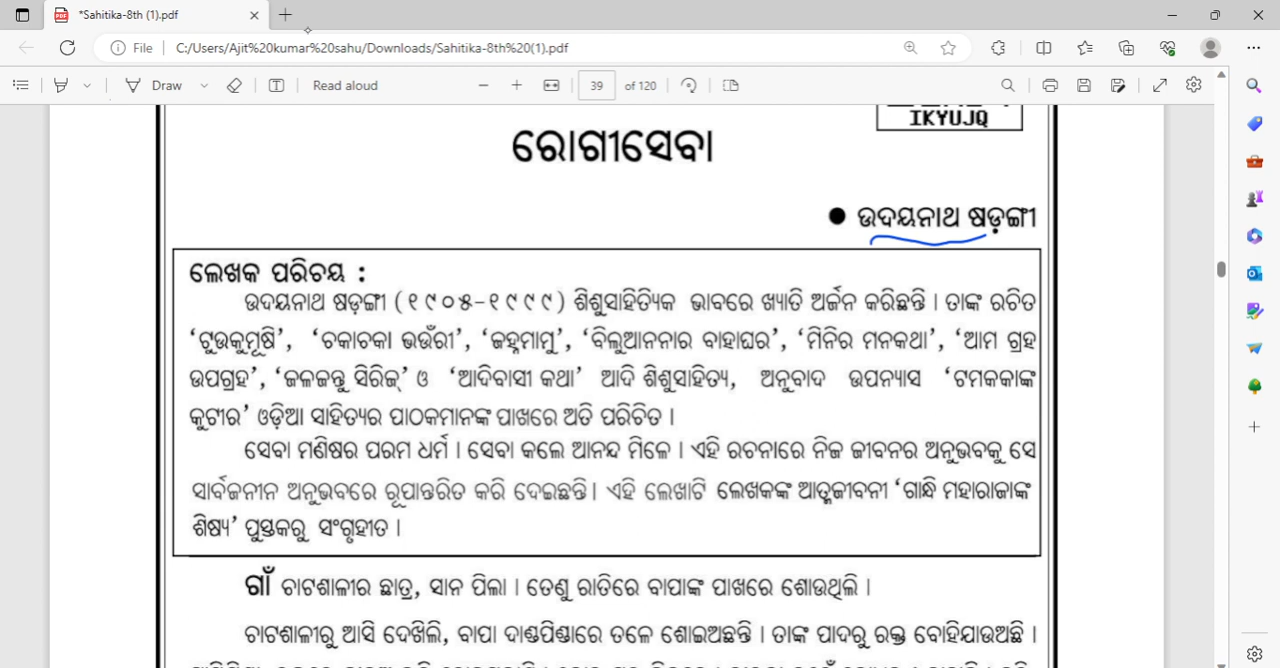 *Sahitika-8th (1).pdf
File
C:/Users/Ajit%20kumar%20sahu/Downloads/Sahitika-8th%20(1).pdf
Draw
Read aloud
39 of 120
IKYUJQ
ରୋଗୀସେବା
● ଉଦୟନାଥ ଷଡ଼ଙ୍ଗୀ
ଲେଖକ ପରିଚୟ :
ଉଦୟନାଥ ଷଡ଼ଙ୍ଗୀ (୧୯୦୫-୧୯୯୯) ଶିଶୁସାହିତ୍ୟିକ ଭାବରେ ଖ୍ୟାତି ଅର୍ଜନ କରିଛନ୍ତି । ତାଙ୍କ ରଚିତ
‘ଟୁଉକୁମୂଷି’, ‘ଚକାଚକା ଭଉଁରୀ’, ‘ଜହ୍ନମାମୁ’, ‘ବିଲୁଆନନାର ବାହାଘର’, ‘ମିନିର ମନକଥା’, ‘ଆମ ଗ୍ରହ
ଉପଗ୍ରହ’, ‘ଜଳଜନ୍ତୁ ସିରିଜ୍’ ଓ ‘ଆଦିବାସୀ କଥା’ ଆଦି ଶିଶୁସାହିତ୍ୟ, ଅନୁବାଦ ଉପନ୍ୟାସ ‘ଟମକକାଙ୍କ
କୁଟୀର’ ଓଡ଼ିଆ ସାହିତ୍ୟର ପାଠକମାନଙ୍କ ପାଖରେ ଅତି ପରିଚିତ ।
ସେବା ମଣିଷର ପରମ ଧର୍ମ । ସେବା କଲେ ଆନନ୍ଦ ମିଳେ । ଏହି ରଚନାରେ ନିଜ ଜୀବନର ଅନୁଭବକୁ ସେ
ସାର୍ବଜନୀନ ଅନୁଭବରେ ରୂପାନ୍ତରିତ କରି ଦେଇଛନ୍ତି। ଏହି ଲେଖାଟି ଲେଖକଙ୍କ ଆତ୍ମଜୀବନୀ ‘ଗାନ୍ଧି ମହାରାଜାଙ୍କ
ଶିଷ୍ୟ’ ପୁସ୍ତକରୁ ସଂଗୃହୀତ ।
ଗାଁ ଚାଟଶାଳୀର ଛାତ୍ର, ସାନ ପିଲା । ତେଣୁ ରାତିରେ ବାପାଙ୍କ ପାଖରେ ଶୋଉଥିଲି ।
ଚାଟଶାଳୀରୁ ଆସି ଦେଖିଲି, ବାପା ଦାଣ୍ଡପିଣ୍ଡାରେ ତଳେ ଶୋଇଅଛନ୍ତି । ତାଙ୍କ ପାଦରୁ ରକ୍ତ ବୋହିଯାଉଅଛି ।